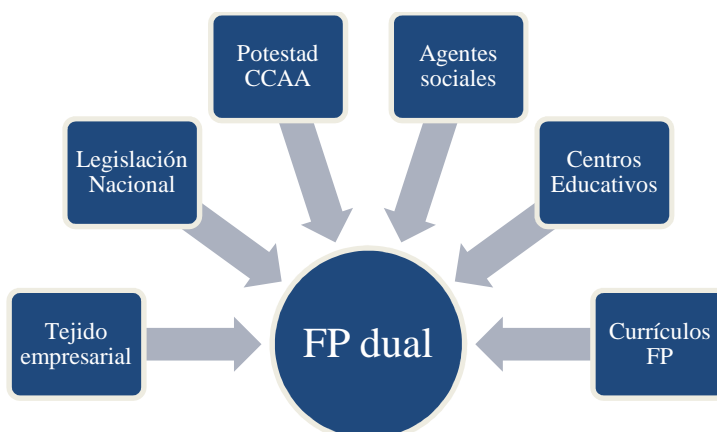 Potestad
CCAA
Agentes
sociales
Legislación
Nacional
Centros
Educativos
Tejido
empresarial
FP dual
Currículos
FP